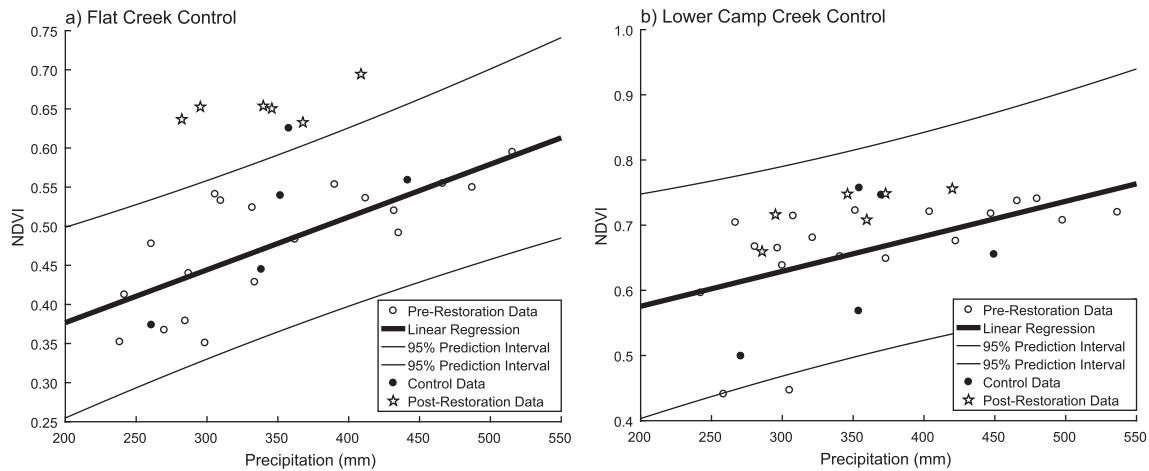 a) Flat Creek Control
0.75
0.70
0.65
0.60
0.55
0.50
0.45
0.40
0.35
0.30
0.25
NDVI
200
250
300
350
400
450
500
550
Precipitation (mm)
Pre-Restoration Data
Linear Regression
95% Prediction Interval
95% Prediction Interval
Control Data
Post-Restoration Data
b) Lower Camp Creek Control
1.0
0.9
0.8
0.7
0.6
0.5
0.4
NDVI
200
250
300
350
400
450
500
550
Precipitation (mm)
Pre-Restoration Data
Linear Regression
95% Prediction Interval
95% Prediction Interval
Control Data
Post-Restoration Data